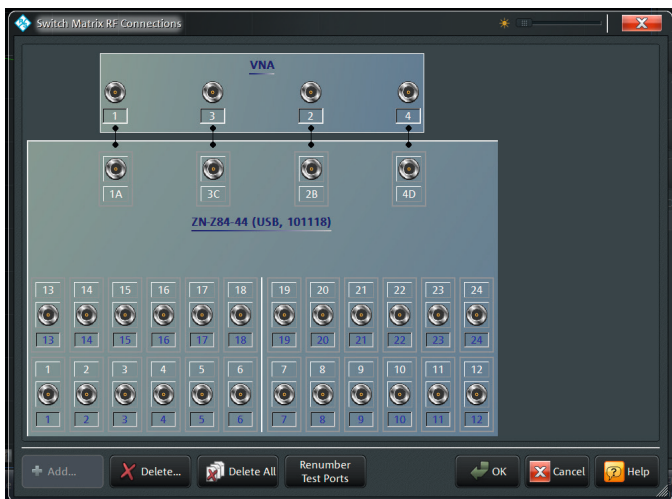 Switch Matrix RF Connections
VNA
1 3 2 4
1A 3C 2B 4D
ZN-Z84-44 (USB, 101118)
13 14 15 16 17 18 19 20 21 22 23 24
13 14 15 16 17 18 19 20 21 22 23 24
1 2 3 4 5 6 7 8 9 10 11 12
1 2 3 4 5 6 7 8 9 10 11 12
Add... Delete... Delete All Renumber Test Ports OK Cancel Help